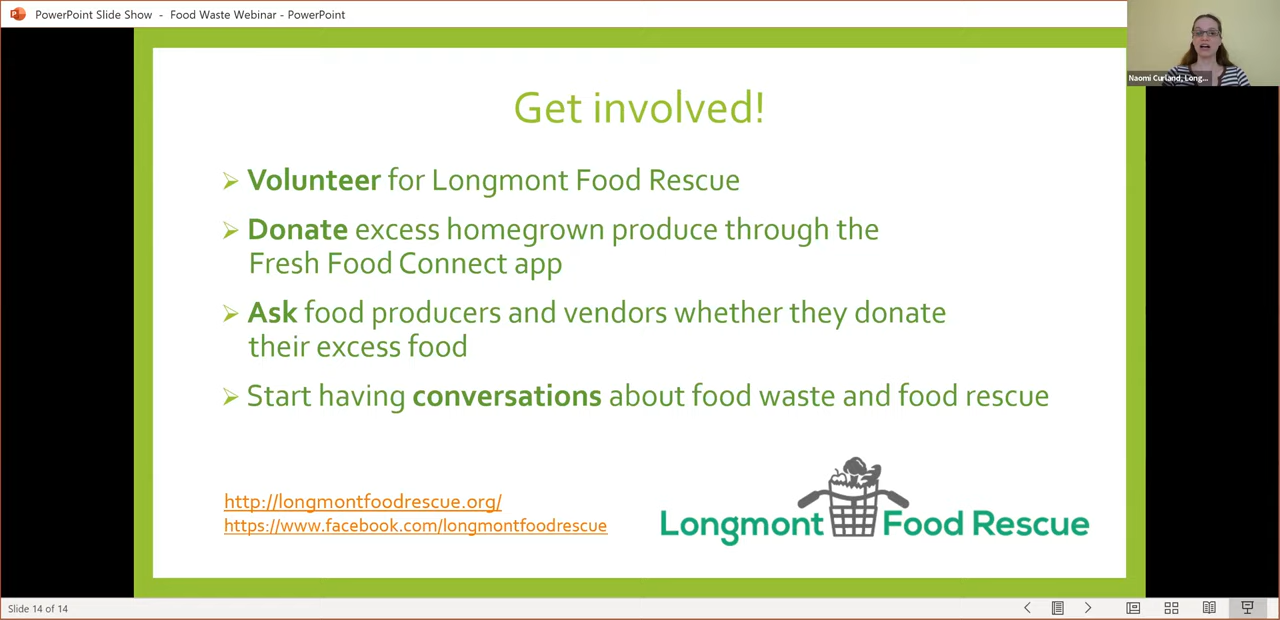 PowerPoint Slide Show - Food Waste Webinar - PowerPoint
Naomi Curland, Long...
Get involved!
Volunteer for Longmont Food Rescue
Donate excess homegrown produce through the
Fresh Food Connect app
Ask food producers and vendors whether they donate
their excess food
Start having conversations about food waste and food rescue
http://longmontfoodrescue.org/
https://www.facebook.com/longmontfoodrescue
Longmont Food Rescue
Slide 14 of 14